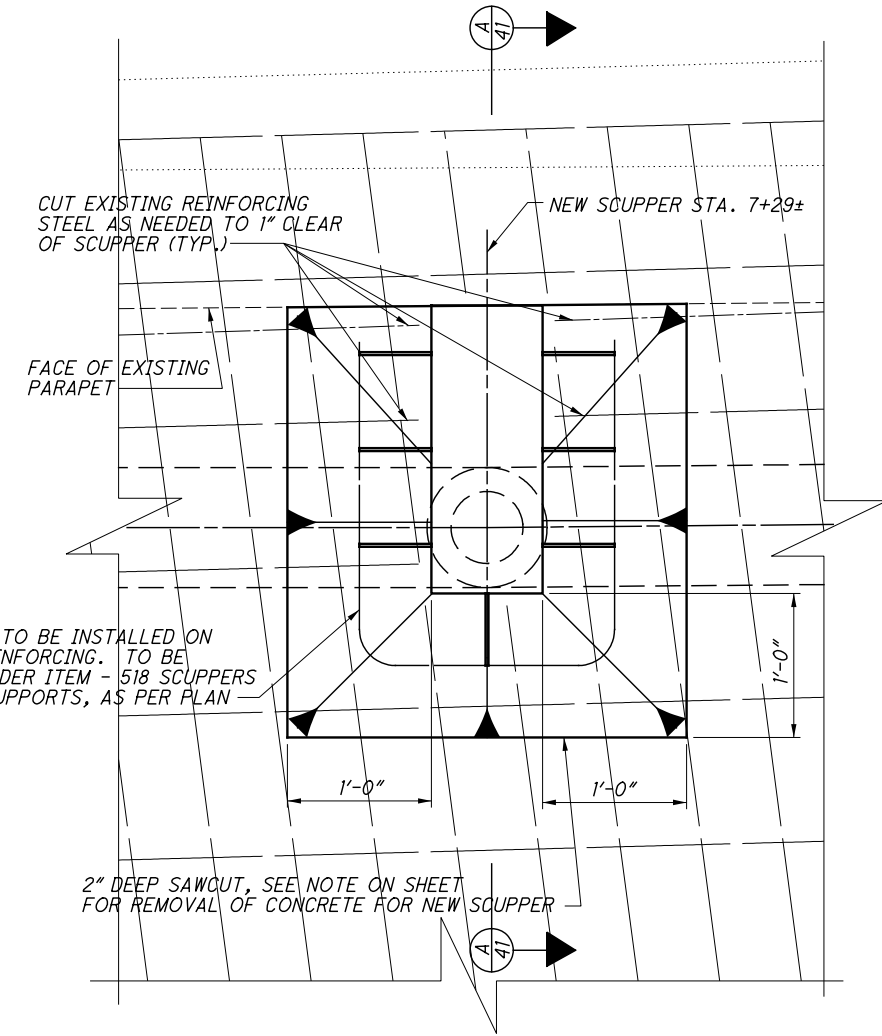 A
41
CUT EXISTING REINFORCING
STEEL AS NEEDED TO 1" CLEAR
OF SCUPPER (TYP.)
NEW SCUPPER STA. 7+29±
FACE OF EXISTING
PARAPET
TO BE INSTALLED ON
NFORCING. TO BE
DER ITEM - 518 SCUPPERS
UPPORTS, AS PER PLAN
1'-0"
1'-0"
1'-0"
2" DEEP SAWCUT, SEE NOTE ON SHEET
FOR REMOVAL OF CONCRETE FOR NEW SCUPPER
A
41